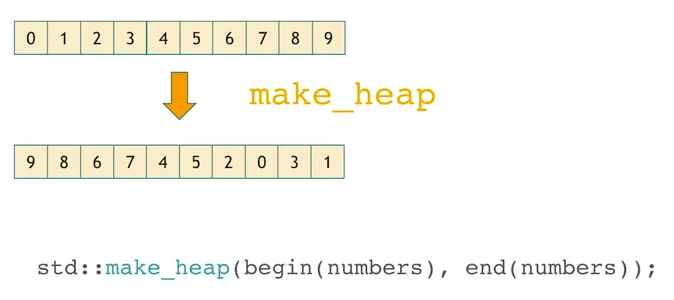 0 1 2 3 4 5 6 7 8 9
make_heap
9 8 6 7 4 5 2 0 3 1
std::make_heap(begin(numbers), end(numbers));